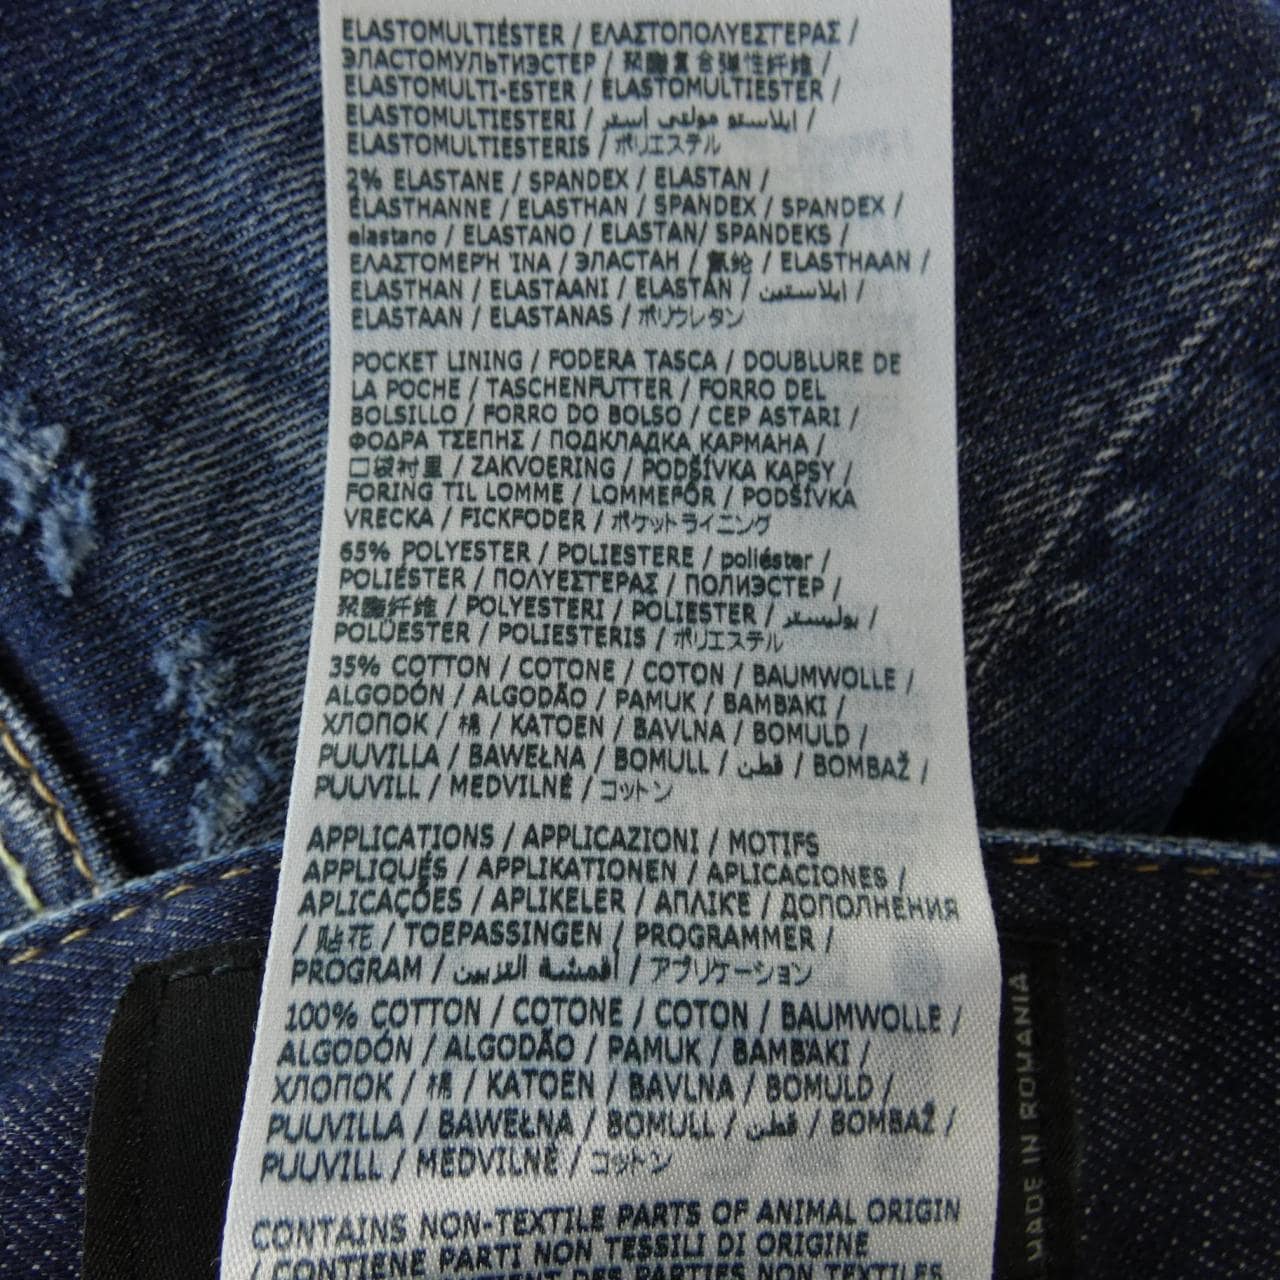 ELASTOMULTIÉSTER / ΕΛΑΣΤΟΠΟΛΥΕΣΤΕΡΑΣ /
ЭЛАСТОМУЛЬТИЭСТЕР / 聚酯复合弹性纤维 /
ELASTOMULTI-ESTER / ELASTOMULTIESTER /
ELASTOMULTIESTERI / ايلاستو مولتي استر /
ELASTOMULTIESTERIS / ポリエステル
2% ELASTANE / SPANDEX / ELASTAN /
ÉLASTHANNE / ELASTHAN / SPANDEX / SPANDEX /
elastano / ELASTANO / ELASTAN/ SPANDEKS /
ΕΛΑΣΤΟΜΕΡΉ ΊΝΑ / ЭЛАСТАН / 氨纶 / ELASTHAAN /
ELASTHAN / ELASTAANI / ELASTAN / ايلاستين /
ELASTAAN / ELASTANAS / ポリウレタン
POCKET LINING / FODERA TASCA / DOUBLURE DE
LA POCHE / TASCHENFUTTER / FORRO DEL
BOLSILLO / FORRO DO BOLSO / CEP ASTARI /
ΦΟΔΡΑ ΤΣΕΠΗΣ / ПОДКЛАДКА КАРМАНА /
口袋衬里 / ZAKVOERING / PODŠÍVKA KAPSY /
FORING TIL LOMME / LOMMEFÔR / PODŠÍVKA
VRECKA / FICKFODER / ポケットライニング
65% POLYESTER / POLIESTERE / poliéster /
POLIÉSTER / ΠΟΛΥΕΣΤΕΡΑΣ / ПОЛИЭСТЕР /
聚酯纤维 / POLYESTERI / POLIESTER / بوليستر /
POLÜESTER / POLIESTERIS / ポリエステル
35% COTTON / COTONE / COTON / BAUMWOLLE /
ALGODÓN / ALGODÃO / PAMUK / ΒΑΜΒΆΚΙ /
ХЛОПОК / 棉 / KATOEN / BAVLNA / BOMULD /
PUUVILLA / BAWEŁNA / BOMULL / قطن / BOMBAŽ /
PUUVILL / MEDVILNĖ / コットン
APPLICATIONS / APPLICAZIONI / MOTIFS
APPLIQUÉS / APPLIKATIONEN / APLICACIONES /
APLICAÇÕES / APLIKELER / ΑΠΛΙΚΕ / ДОПОЛНЕНИЯ
/ 贴花 / TOEPASSINGEN / PROGRAMMER /
PROGRAM / أقمشة التزيين / アプリケーション
100% COTTON / COTONE / COTON / BAUMWOLLE /
ALGODÓN / ALGODÃO / PAMUK / ΒΑΜΒΆΚΙ /
ХЛОПОК / 棉 / KATOEN / BAVLNA / BOMULD /
PUUVILLA / BAWEŁNA / BOMULL / قطن / BOMBAŽ /
PUUVILL / MEDVILNĖ / コットン
CONTAINS NON-TEXTILE PARTS OF ANIMAL ORIGIN
/ CONTIENE PARTI NON TESSILI DI ORIGINE
DES PARTIES NON TEXTILES
MADE IN ROMANIA